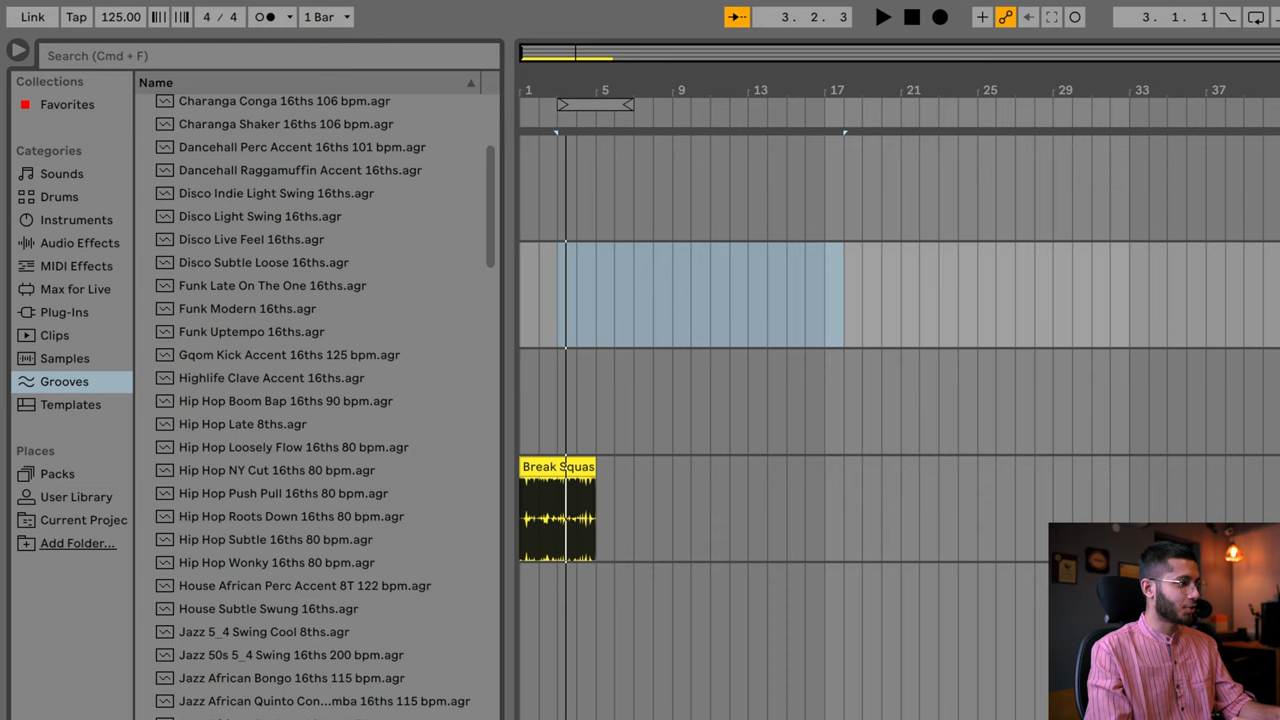 Link Tap 125.00 4 / 4 1 Bar 3. 2. 3 3. 1. 1
Search (Cmd + F)
Collections
Favorites
Categories
Sounds
Drums
Instruments
Audio Effects
MIDI Effects
Max for Live
Plug-Ins
Clips
Samples
Grooves
Templates
Places
Packs
User Library
Current Projec
Add Folder...
Name
Charanga Conga 16ths 106 bpm.agr
Charanga Shaker 16ths 106 bpm.agr
Dancehall Perc Accent 16ths 101 bpm.agr
Dancehall Raggamuffin Accent 16ths.agr
Disco Indie Light Swing 16ths.agr
Disco Light Swing 16ths.agr
Disco Live Feel 16ths.agr
Disco Subtle Loose 16ths.agr
Funk Late On The One 16ths.agr
Funk Modern 16ths.agr
Funk Uptempo 16ths.agr
Gqom Kick Accent 16ths 125 bpm.agr
Highlife Clave Accent 16ths.agr
Hip Hop Boom Bap 16ths 90 bpm.agr
Hip Hop Late 8ths.agr
Hip Hop Loosely Flow 16ths 80 bpm.agr
Hip Hop NY Cut 16ths 80 bpm.agr
Hip Hop Push Pull 16ths 80 bpm.agr
Hip Hop Roots Down 16ths 80 bpm.agr
Hip Hop Subtle 16ths 80 bpm.agr
Hip Hop Wonky 16ths 80 bpm.agr
House African Perc Accent 8T 122 bpm.agr
House Subtle Swung 16ths.agr
Jazz 5_4 Swing Cool 8ths.agr
Jazz 50s 5_4 Swing 16ths 200 bpm.agr
Jazz African Bongo 16ths 115 bpm.agr
Jazz African Quinto Con...mba 16ths 115 bpm.agr
1 5 9 13 17 21 25 29 33 37
Break Squas